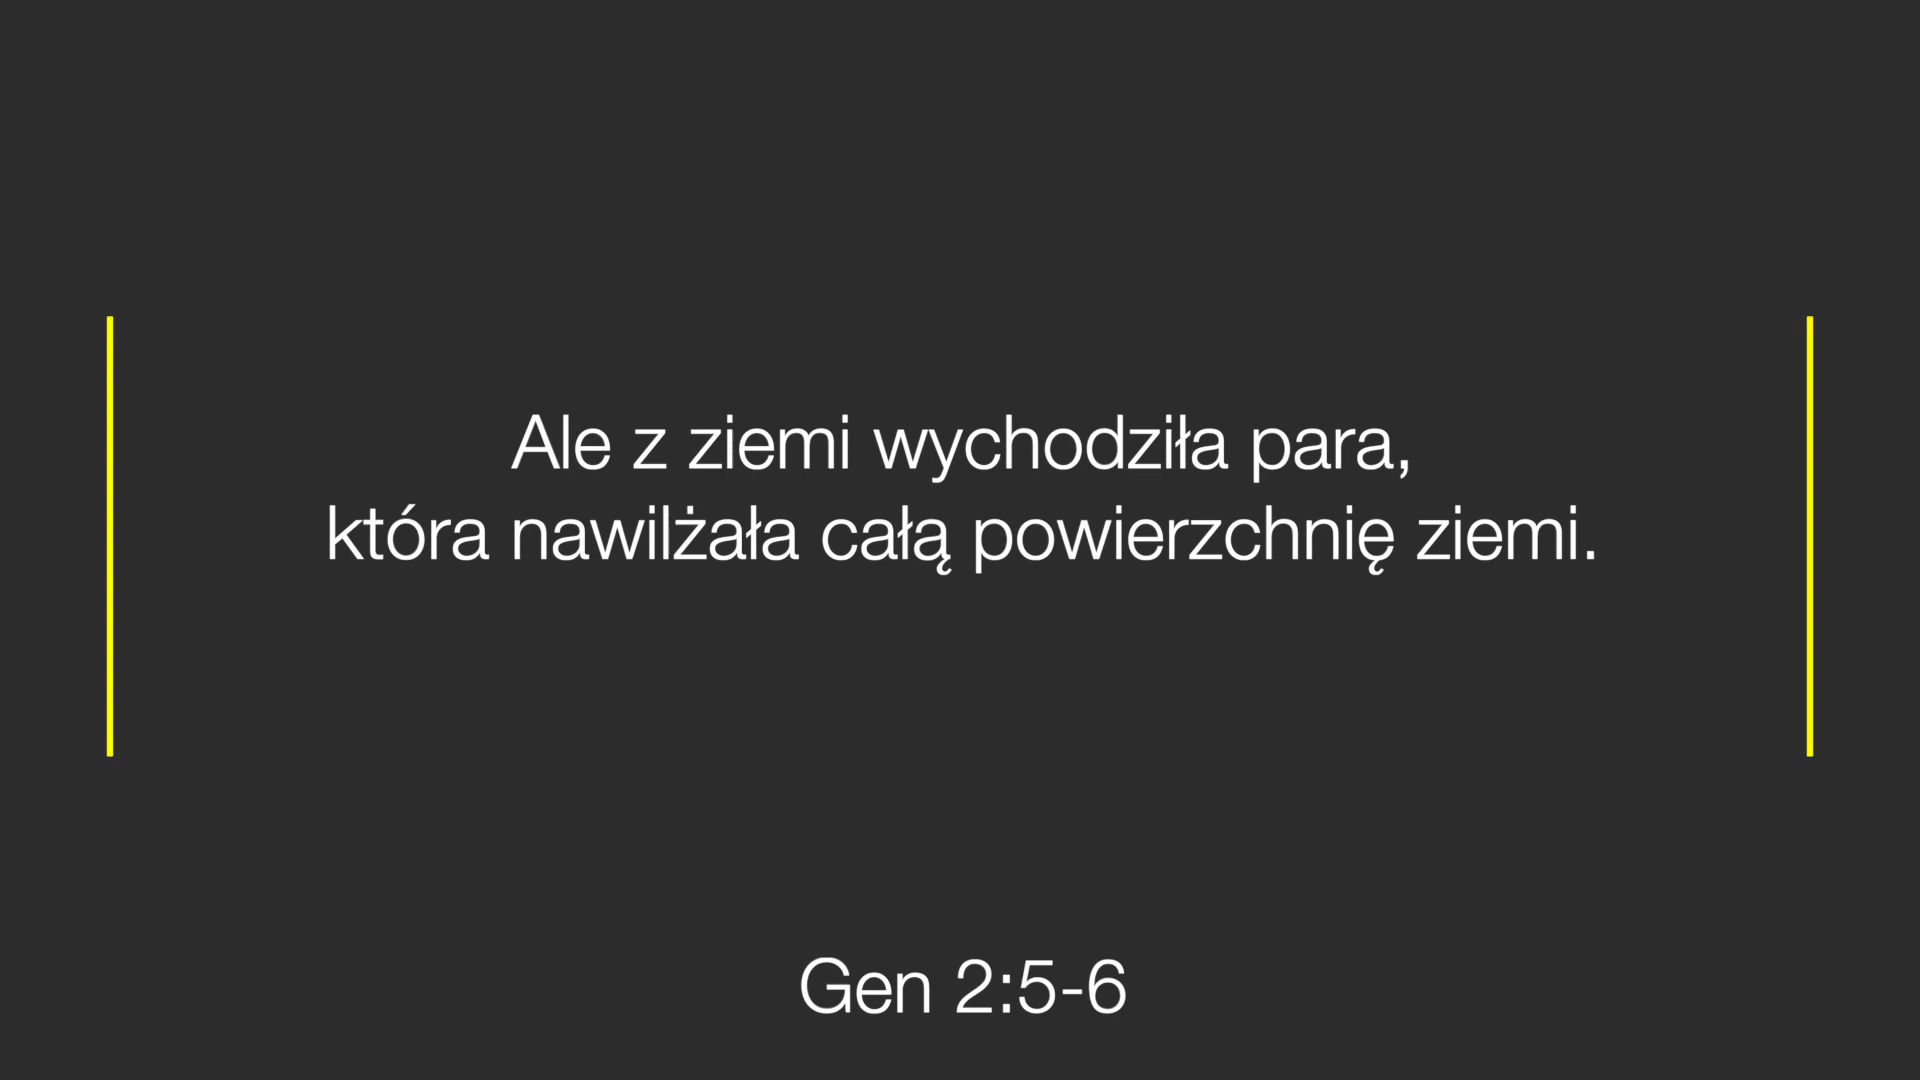 Ale z ziemi wychodziła para,
która nawilżała całą powierzchnię ziemi.
Gen 2:5-6